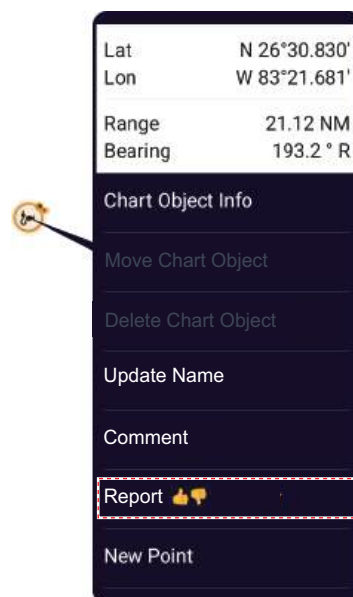 Lat N 26°30.830'
Lon W 83°21.681'
Range 21.12 NM
Bearing 193.2 ° R
Chart Object Info
Move Chart Object
Delete Chart Object
Update Name
Comment
Report 👍👎
New Point